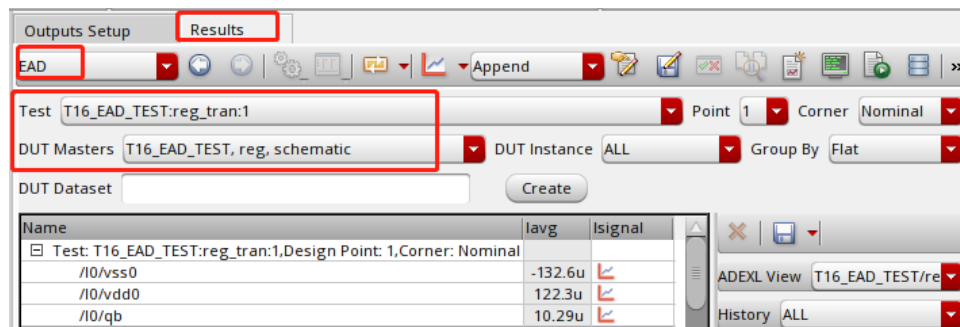 Outputs Setup Results
EAD Append »
Test T16_EAD_TEST:reg_tran:1 Point 1 Corner Nominal
DUT Masters T16_EAD_TEST, reg, schematic DUT Instance ALL Group By Flat
DUT Dataset Create
Name Iavg Isignal
Test: T16_EAD_TEST:reg_tran:1,Design Point: 1,Corner: Nominal
/I0/vss0 -132.6u
/I0/vdd0 122.3u
ADEXL View T16_EAD_TEST/re
/I0/qb 10.29u
History ALL